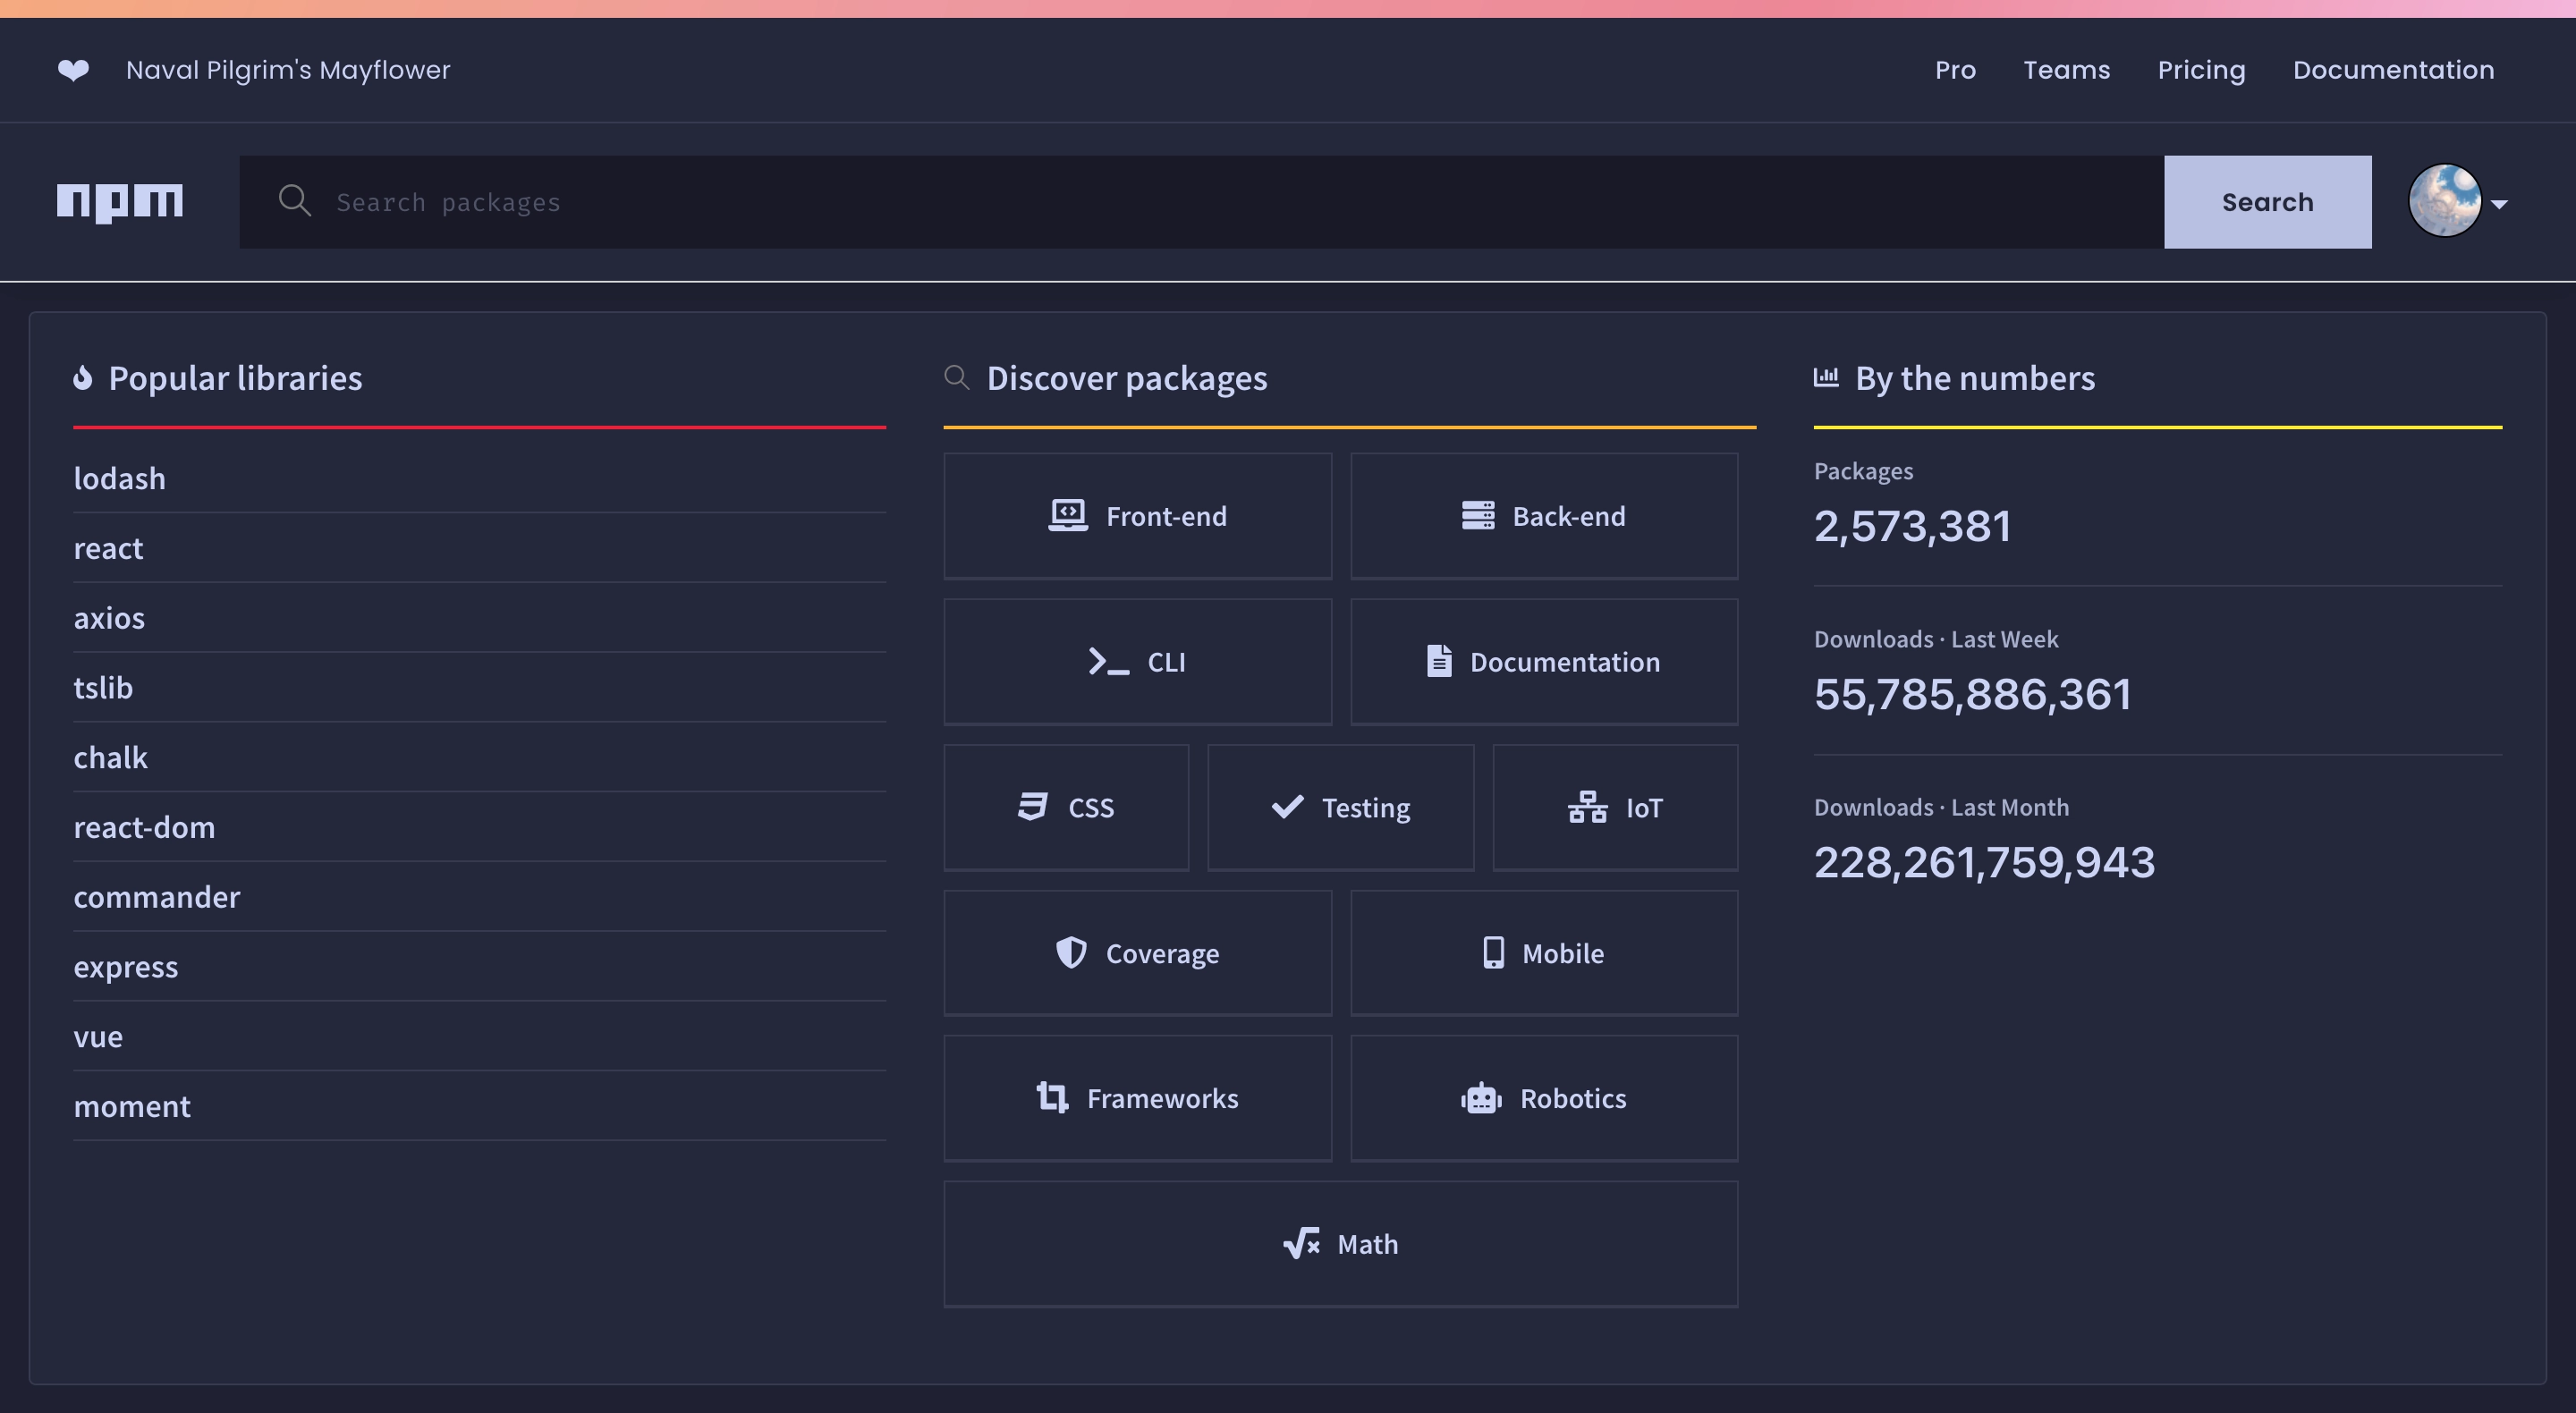 ❤ Naval Pilgrim's Mayflower
Pro
Teams
Pricing
Documentation
npm
Search packages
Search
Popular libraries
lodash
react
axios
tslib
chalk
react-dom
commander
express
vue
moment
Discover packages
Front-end
Back-end
CLI
Documentation
CSS
Testing
IoT
Coverage
Mobile
Frameworks
Robotics
Math
By the numbers
Packages
2,573,381
Downloads · Last Week
55,785,886,361
Downloads · Last Month
228,261,759,943